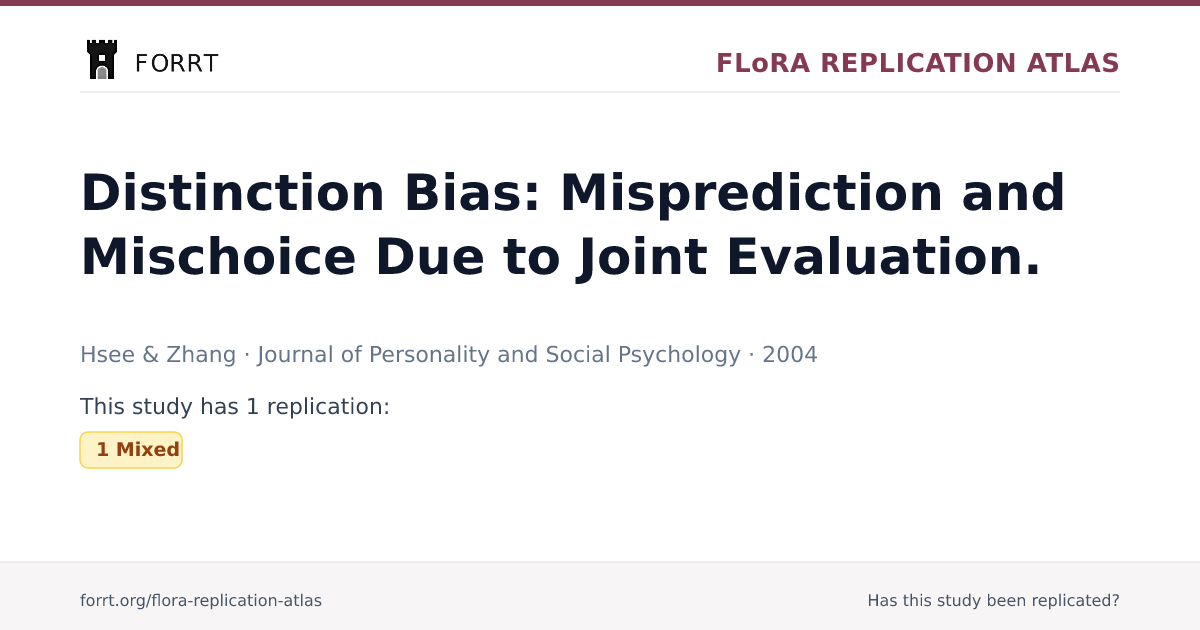 FORRT
FLoRA REPLICATION ATLAS
Distinction Bias: Misprediction and
Mischoice Due to Joint Evaluation.
Hsee & Zhang · Journal of Personality and Social Psychology · 2004
This study has 1 replication:
1 Mixed
forrt.org/flora-replication-atlas
Has this study been replicated?